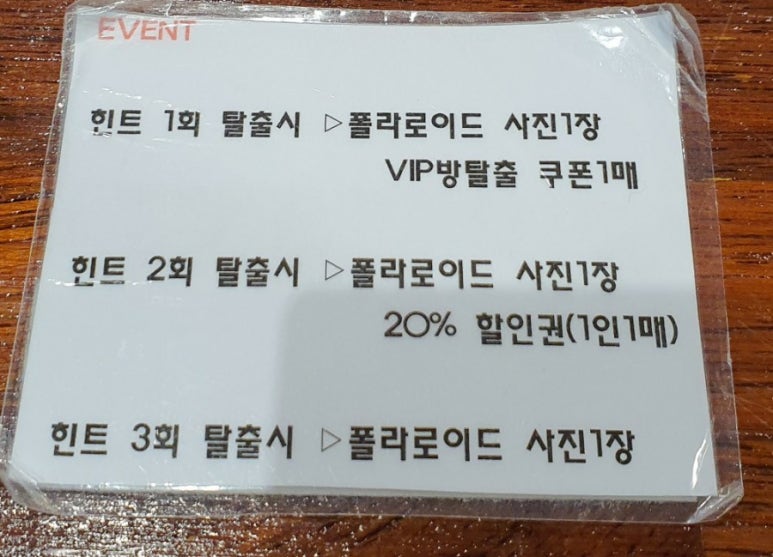 EVENT
힌트 1회 탈출시 ▷폴라로이드 사진1장
VIP방탈출 쿠폰1매
힌트 2회 탈출시 ▷폴라로이드 사진1장
20% 할인권(1인1매)
힌트 3회 탈출시 ▷폴라로이드 사진1장